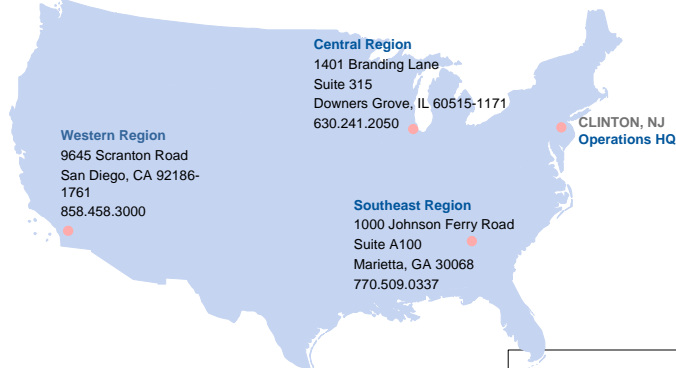 Central Region
1401 Branding Lane
Suite 315
Downers Grove, IL 60515-1171
630.241.2050
CLINTON, NJ
Operations HQ
Western Region
9645 Scranton Road
San Diego, CA 92186-
1761
858.458.3000
Southeast Region
1000 Johnson Ferry Road
Suite A100
Marietta, GA 30068
770.509.0337